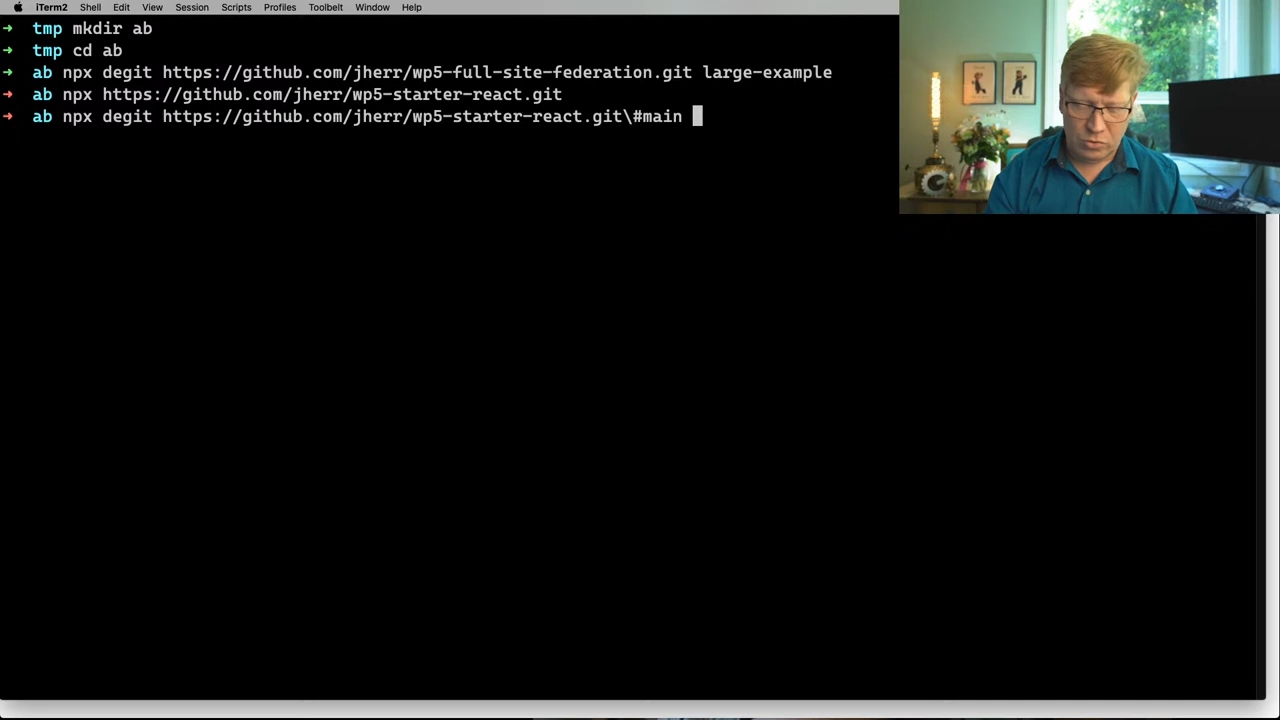 iTerm2 Shell Edit View Session Scripts Profiles Toolbelt Window Help
➜ tmp mkdir ab
➜ tmp cd ab
➜ ab npx degit https://github.com/jherr/wp5-full-site-federation.git large-example
➜ ab npx https://github.com/jherr/wp5-starter-react.git
➜ ab npx degit https://github.com/jherr/wp5-starter-react.git\#main